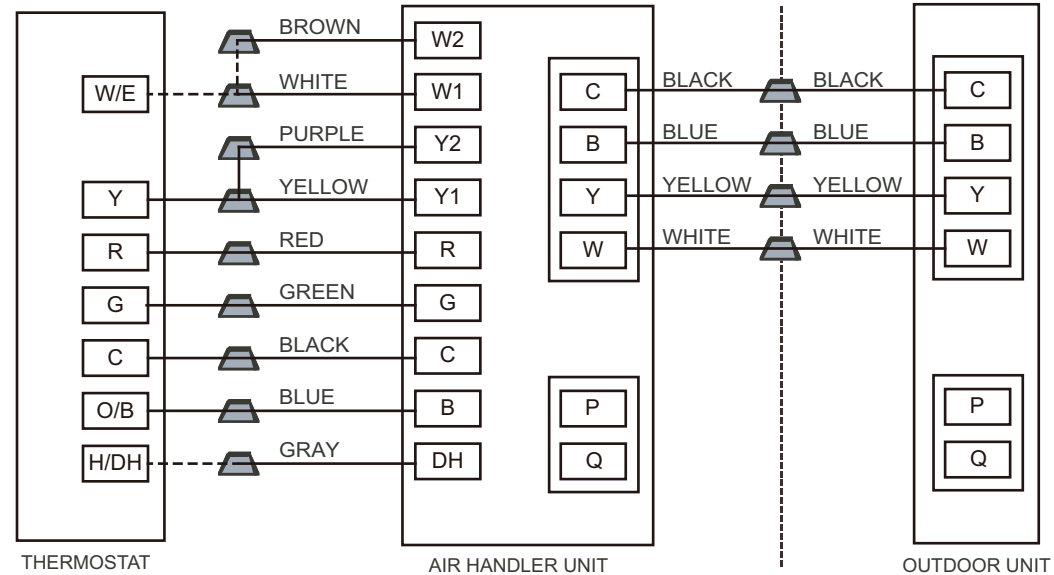 BROWN
W2
W/E
WHITE
W1
C
BLACK
BLACK
C
PURPLE
Y2
B
BLUE
BLUE
B
Y
YELLOW
Y1
Y
YELLOW
YELLOW
Y
R
RED
R
W
WHITE
WHITE
W
G
GREEN
G
C
BLACK
C
O/B
BLUE
B
P
P
H/DH
GRAY
DH
Q
Q
THERMOSTAT
AIR HANDLER UNIT
OUTDOOR UNIT